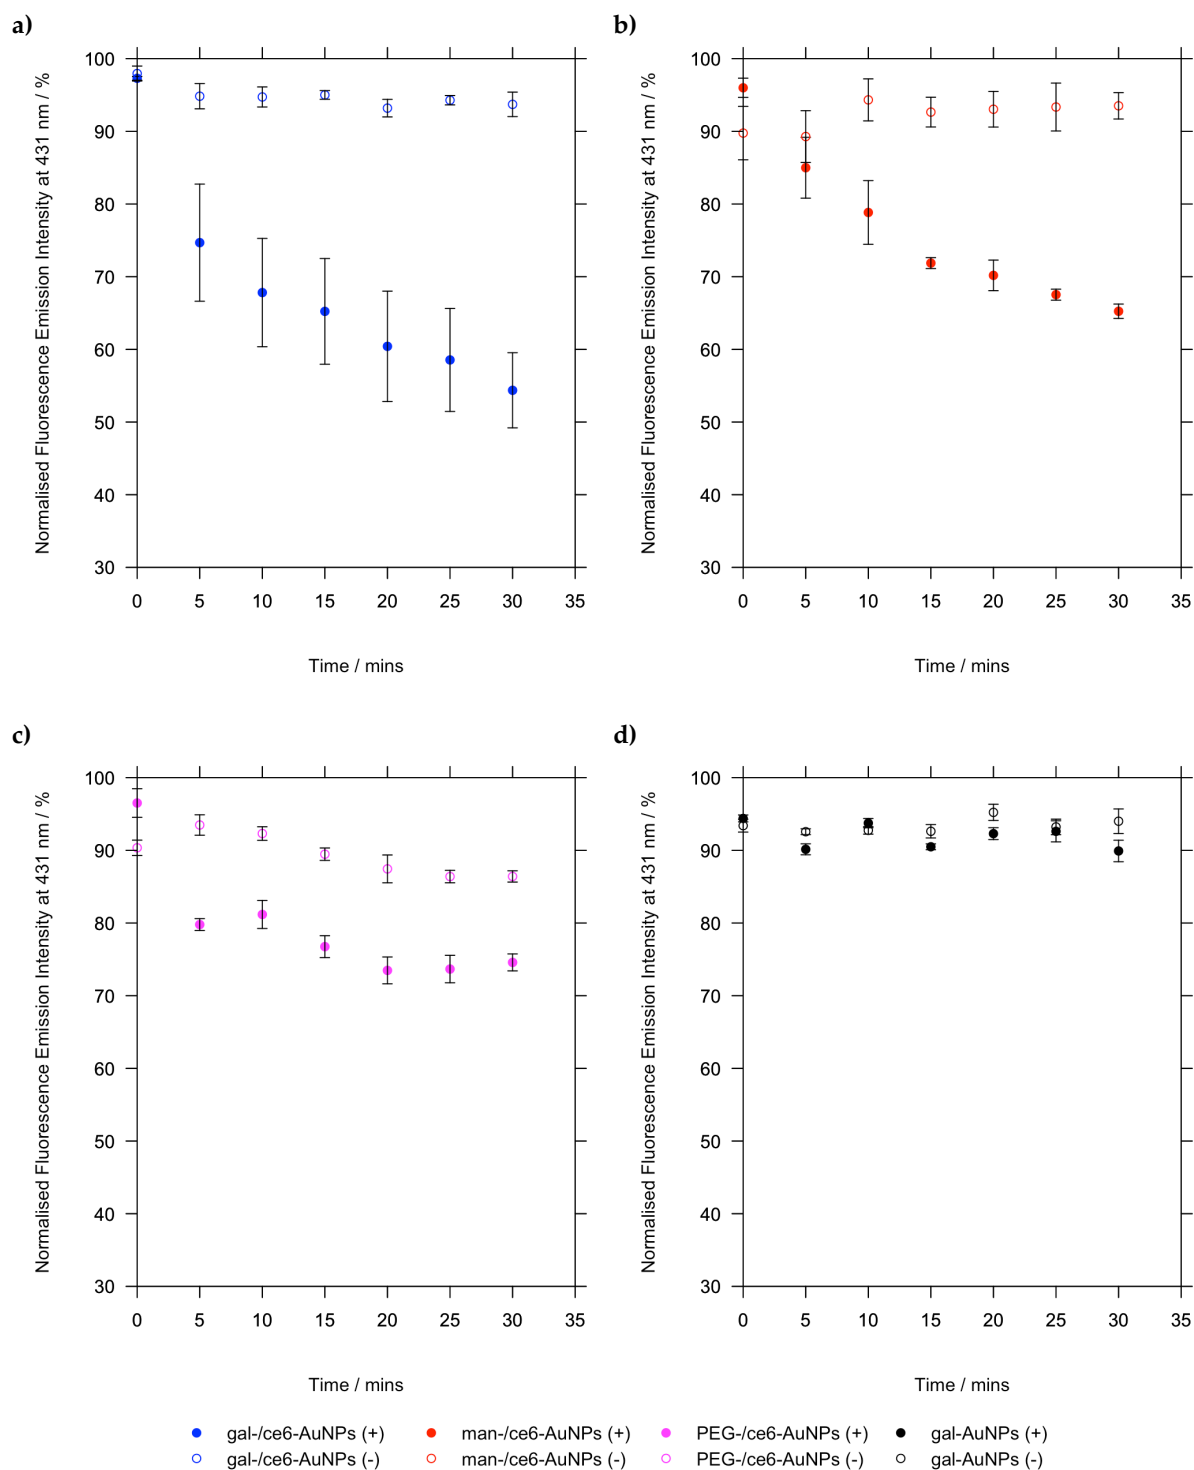 a)
Normalised Fluorescence Emission Intensity at 431 nm / %
100
90
80
70
60
50
40
30
0 5 10 15 20 25 30 35
Time / mins
b)
Normalised Fluorescence Emission Intensity at 431 nm / %
100
90
80
70
60
50
40
30
0 5 10 15 20 25 30 35
Time / mins
c)
Normalised Fluorescence Emission Intensity at 431 nm / %
100
90
80
70
60
50
40
30
0 5 10 15 20 25 30 35
Time / mins
d)
Normalised Fluorescence Emission Intensity at 431 nm / %
100
90
80
70
60
50
40
30
0 5 10 15 20 25 30 35
Time / mins
gal-/ce6-AuNPs (+) man-/ce6-AuNPs (+) PEG-/ce6-AuNPs (+) gal-AuNPs (+)
gal-/ce6-AuNPs (-) man-/ce6-AuNPs (-) PEG-/ce6-AuNPs (-) gal-AuNPs (-)